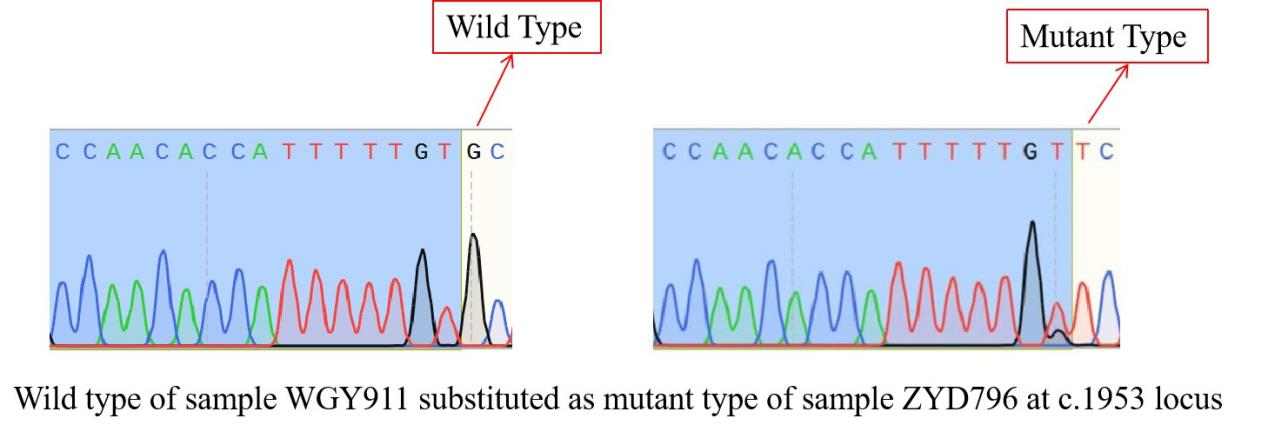 Wild Type
Mutant Type
C C A A C A C C A T T T T T G T G C
C C A A C A C C A T T T T T G T T C
Wild type of sample WGY911 substituted as mutant type of sample ZYD796 at c.1953 locus